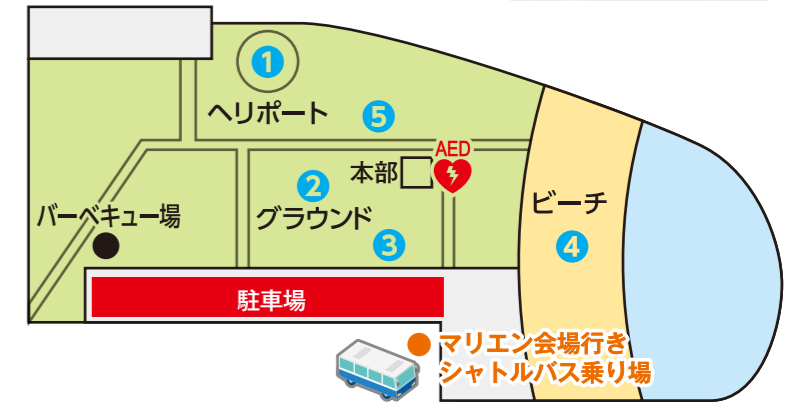 1
ヘリポート
5
AED
本部
2
グラウンド
バーベキュー場
3
ビーチ
4
駐車場
マリエン会場行き
シャトルバス乗り場